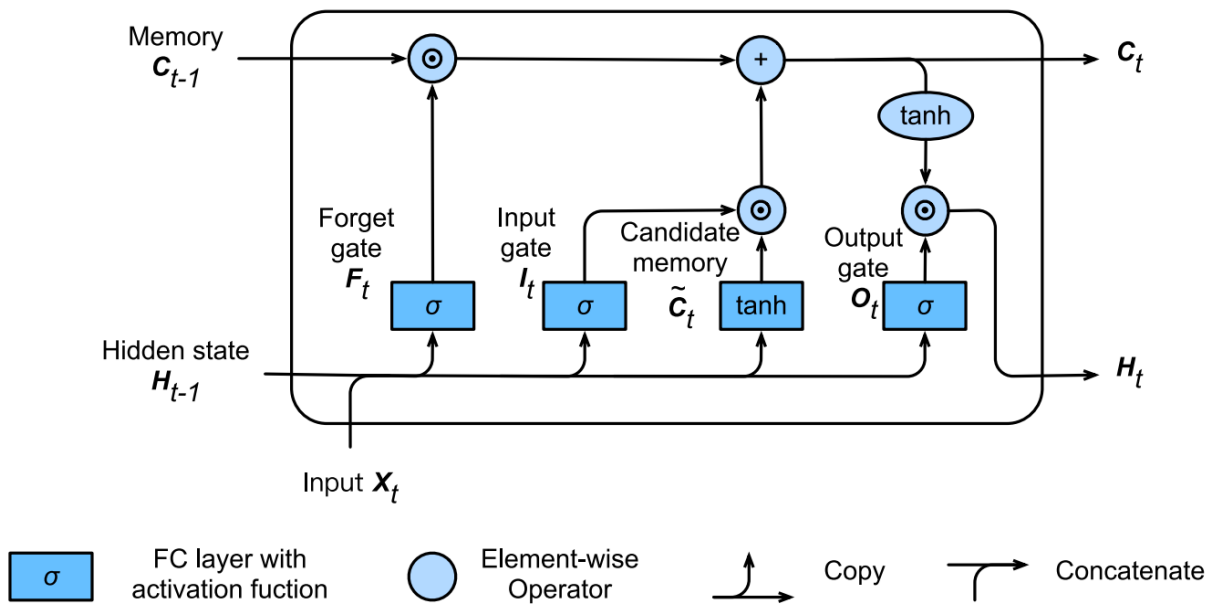 Memory
C_{t-1}
C_t
+
tanh
Forget
gate
F_t
Input
gate
I_t
Candidate
memory
C̃_t
Output
gate
O_t
σ
σ
tanh
σ
Hidden state
H_{t-1}
H_t
Input X_t
σ
FC layer with
activation fuction
Element-wise
Operator
Copy
Concatenate